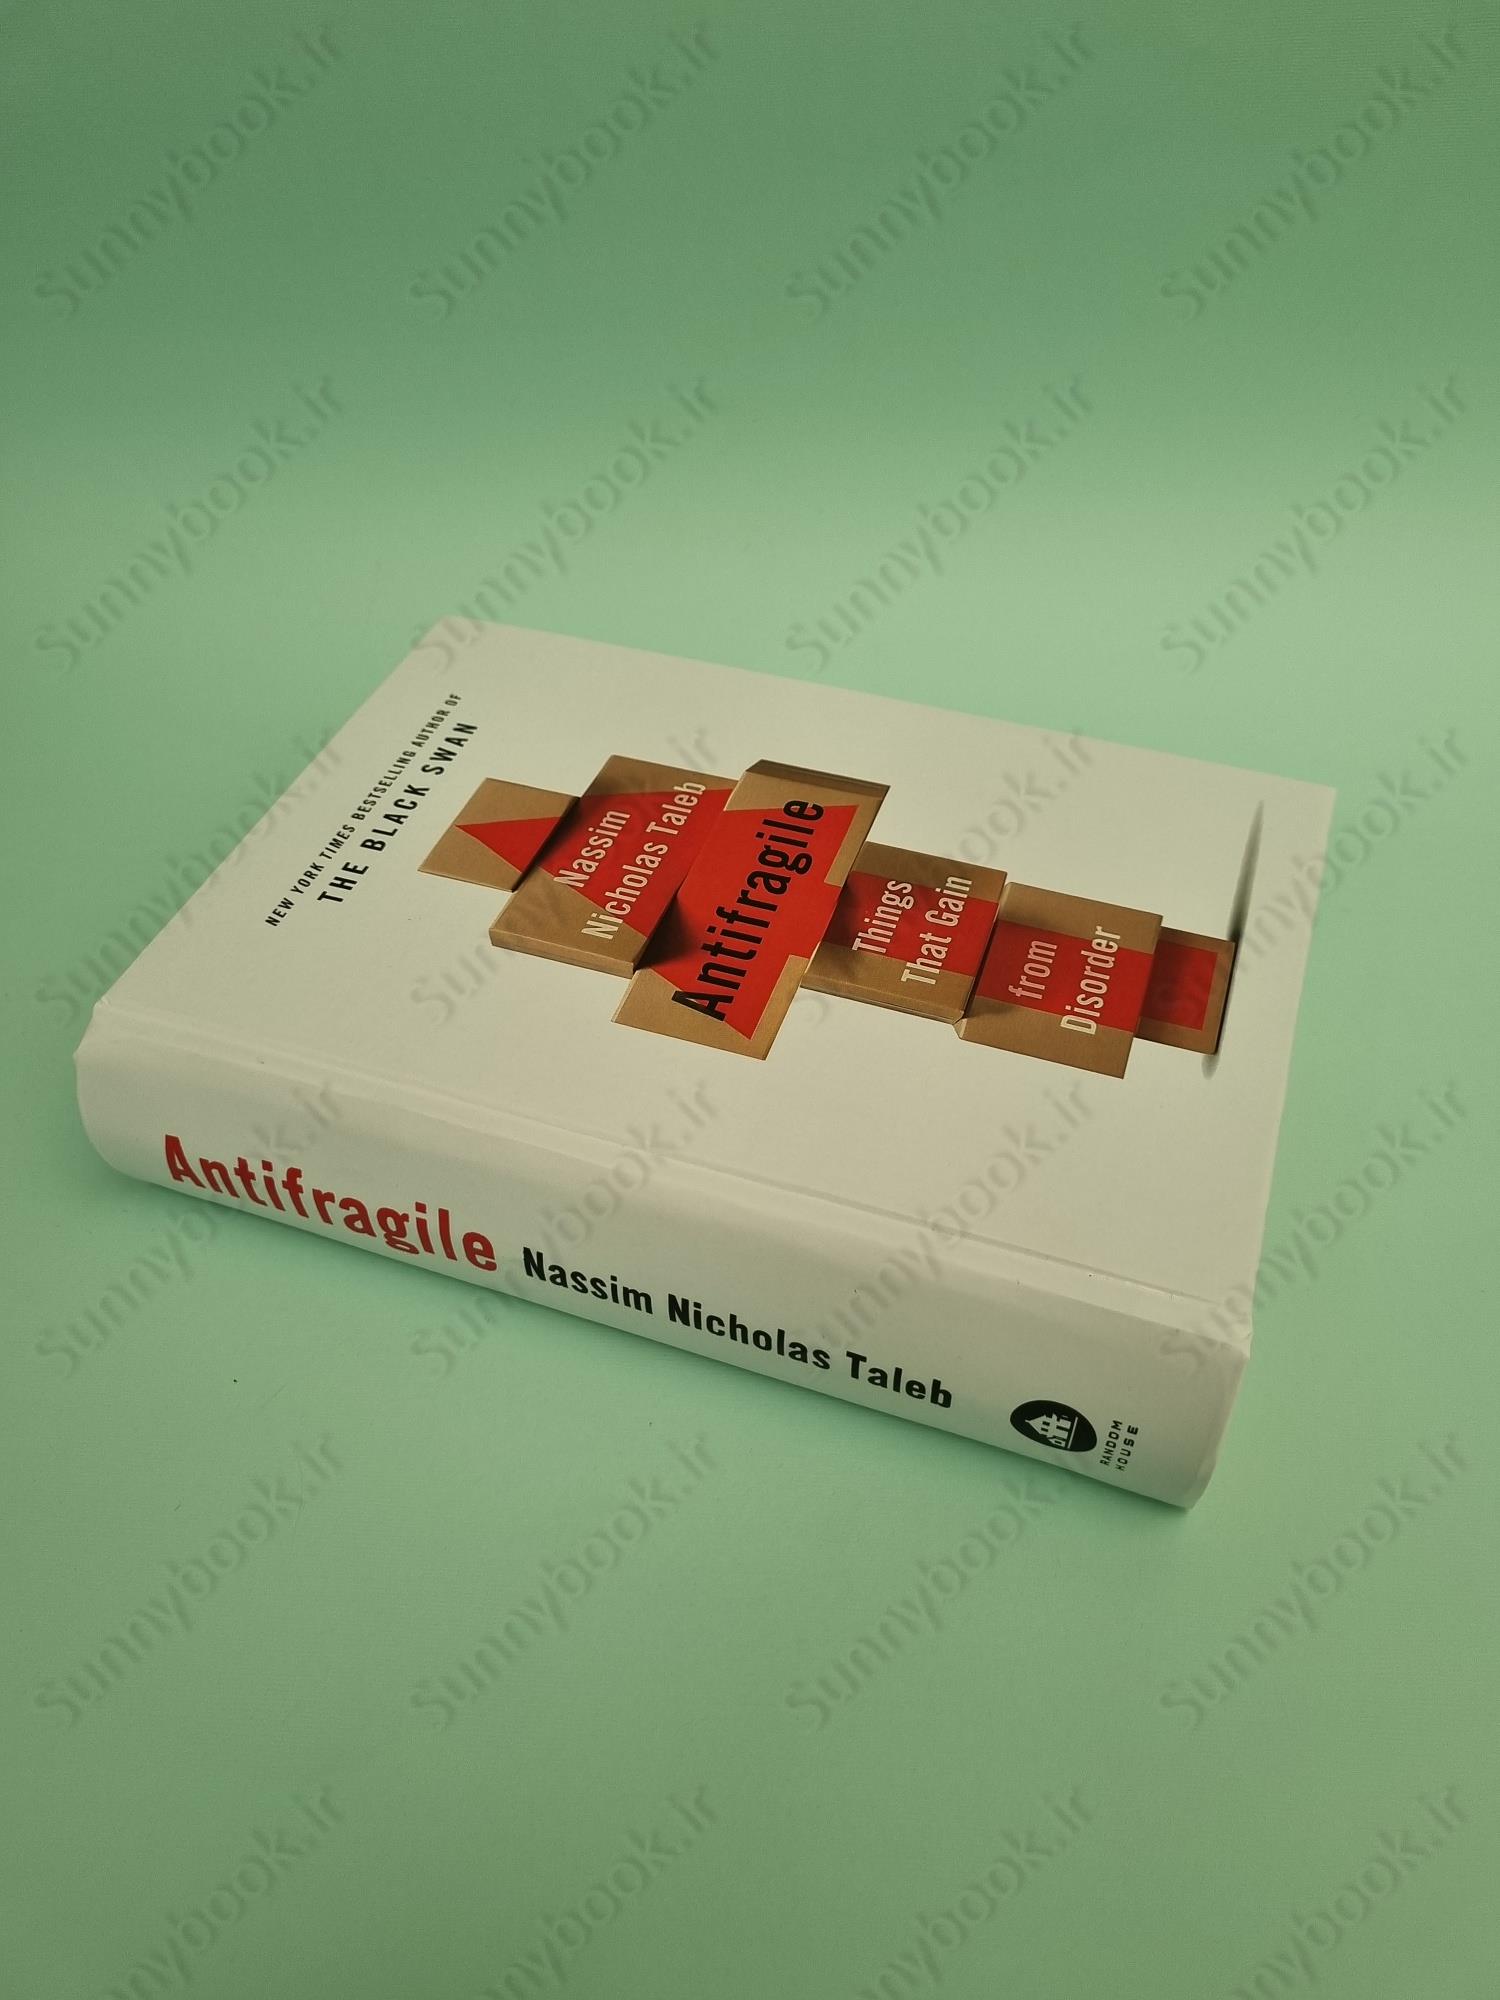 NEW YORK TIMES BESTSELLING AUTHOR OF
THE BLACK SWAN
Nassim
Nicholas Taleb
Antifragile
Things
That Gain
from
Disorder
Antifragile Nassim Nicholas Taleb
RANDOM
HOUSE
Sunnybook.ir